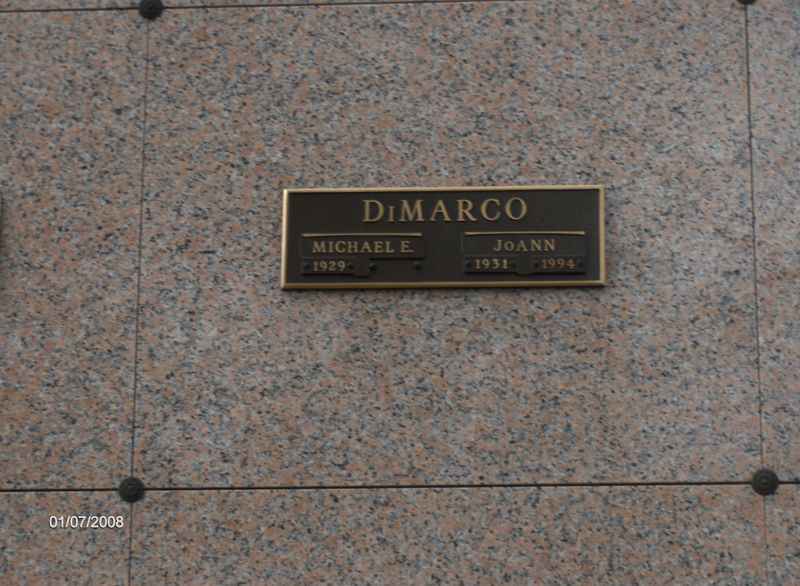 DiMARCO
MICHAEL E. JoANN
1929 1931 1994
01/07/2008